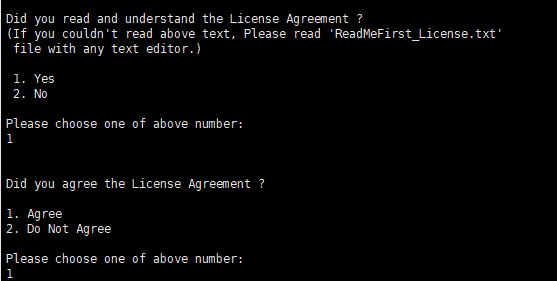 Did you read and understand the License Agreement ?
(If you couldn't read above text, Please read 'ReadMeFirst_License.txt'
file with any text editor.)
1. Yes
2. No
Please choose one of above number:
1
Did you agree the License Agreement ?
1. Agree
2. Do Not Agree
Please choose one of above number:
1